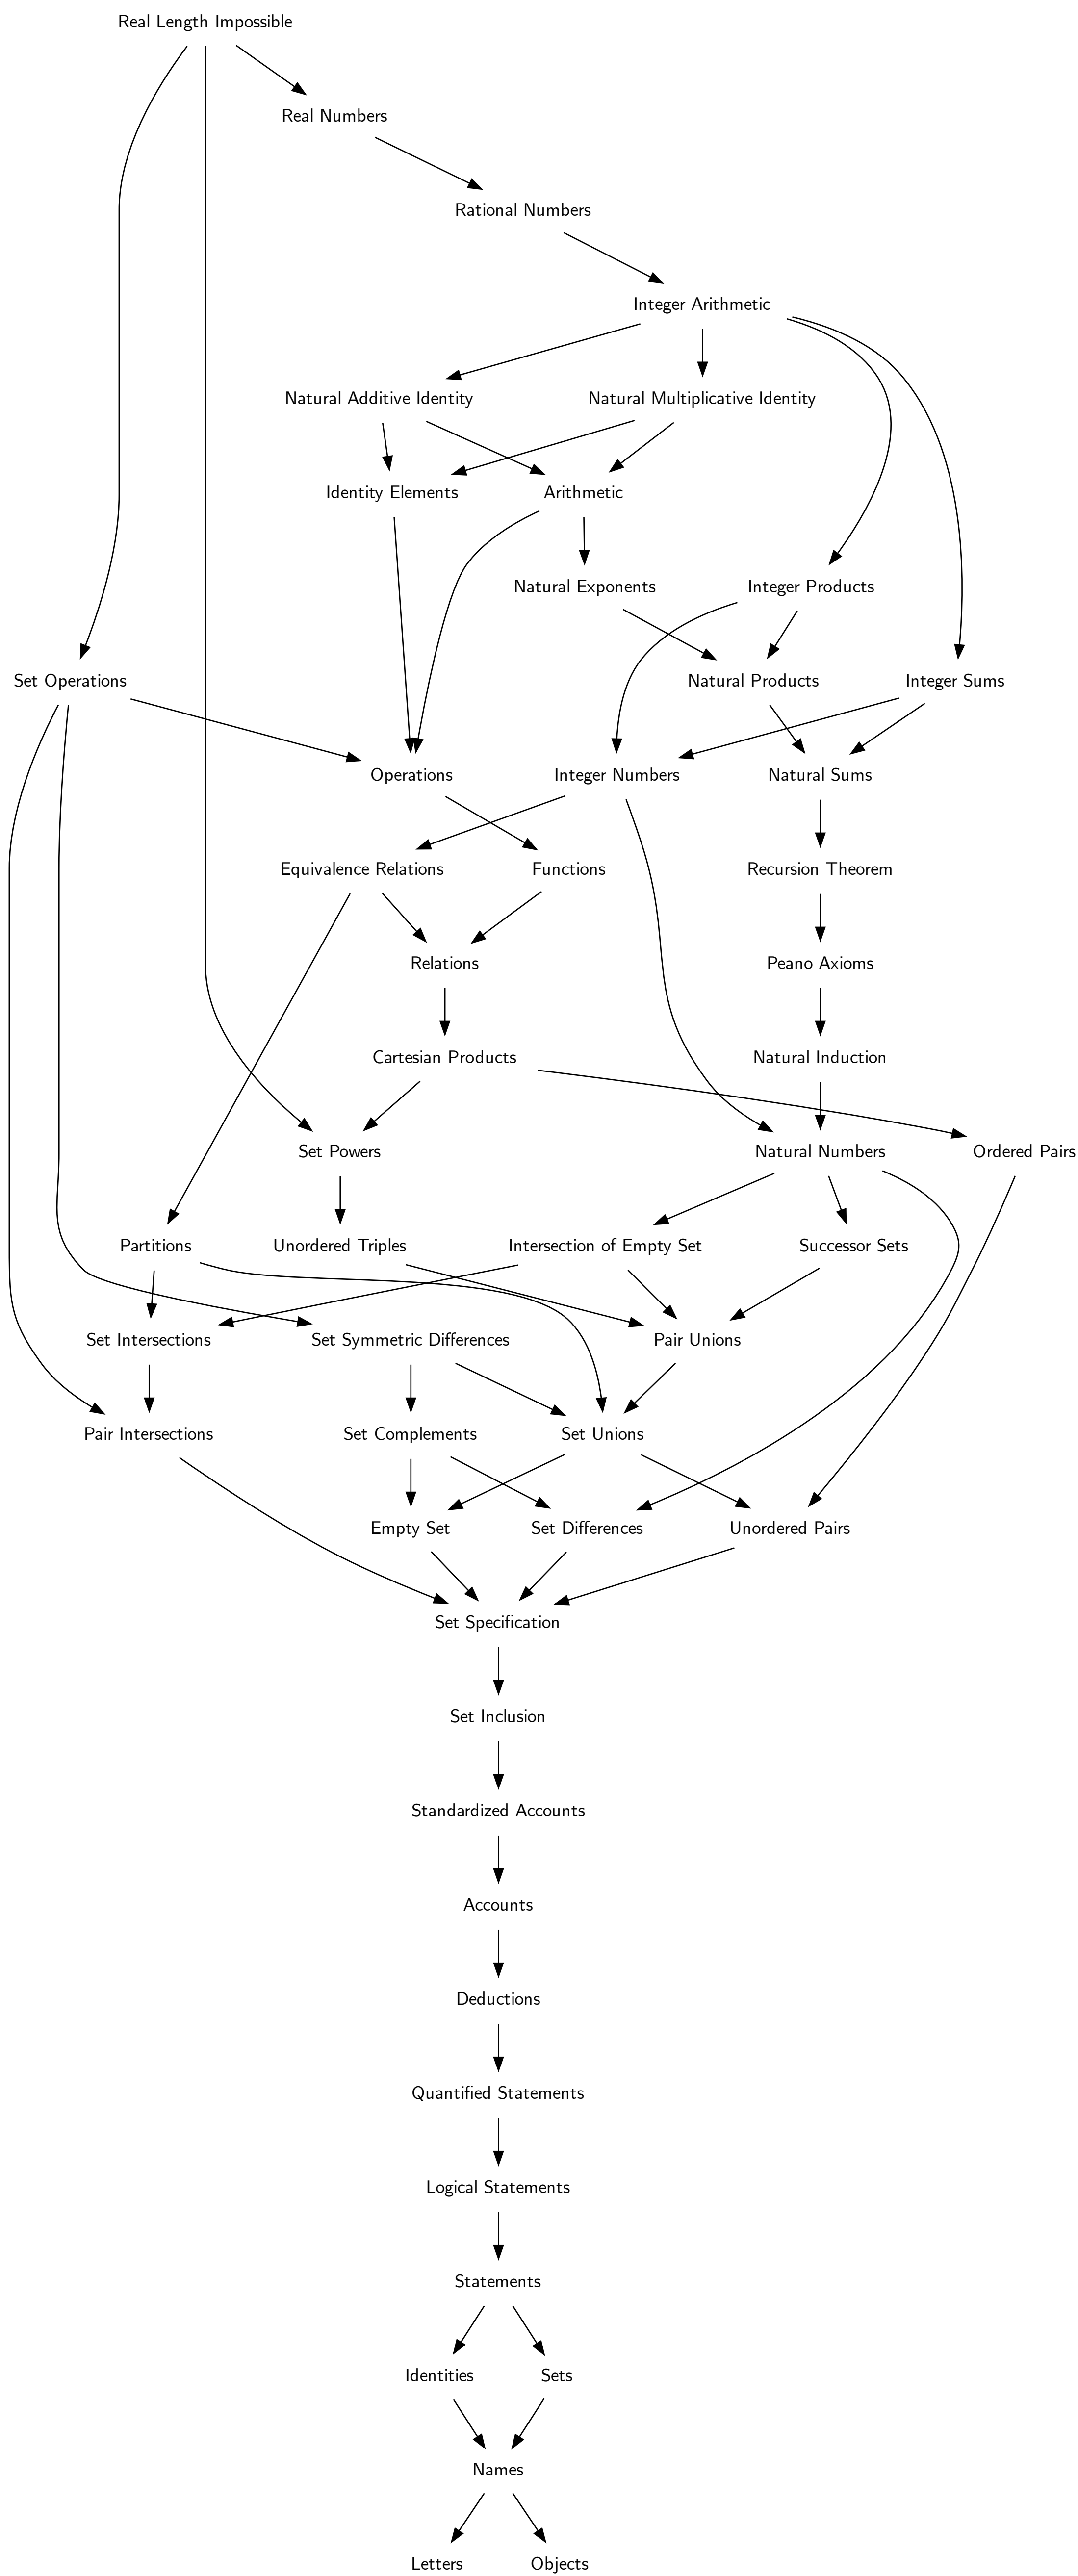 Real Length Impossible
Real Numbers
Rational Numbers
Integer Arithmetic
Natural Additive Identity
Natural Multiplicative Identity
Identity Elements
Arithmetic
Natural Exponents
Integer Products
Set Operations
Natural Products
Integer Sums
Operations
Integer Numbers
Natural Sums
Equivalence Relations
Functions
Recursion Theorem
Relations
Peano Axioms
Cartesian Products
Natural Induction
Set Powers
Natural Numbers
Ordered Pairs
Partitions
Unordered Triples
Intersection of Empty Set
Successor Sets
Set Intersections
Set Symmetric Differences
Pair Unions
Pair Intersections
Set Complements
Set Unions
Empty Set
Set Differences
Unordered Pairs
Set Specification
Set Inclusion
Standardized Accounts
Accounts
Deductions
Quantified Statements
Logical Statements
Statements
Identities
Sets
Names
Letters
Objects